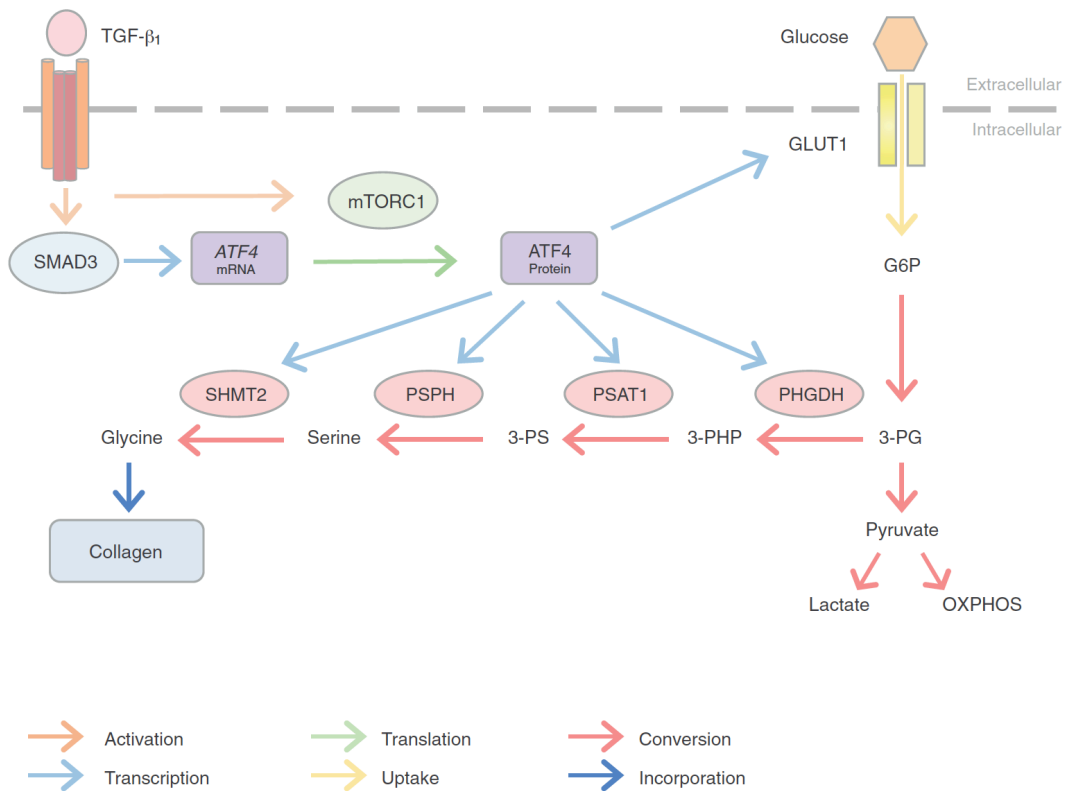 TGF-β₁
Glucose
Extracellular
Intracellular
GLUT1
mTORC1
SMAD3
ATF4
mRNA
ATF4
Protein
G6P
SHMT2
PSPH
PSAT1
PHGDH
Glycine
Serine
3-PS
3-PHP
3-PG
Collagen
Pyruvate
Lactate
OXPHOS
Activation
Translation
Conversion
Transcription
Uptake
Incorporation